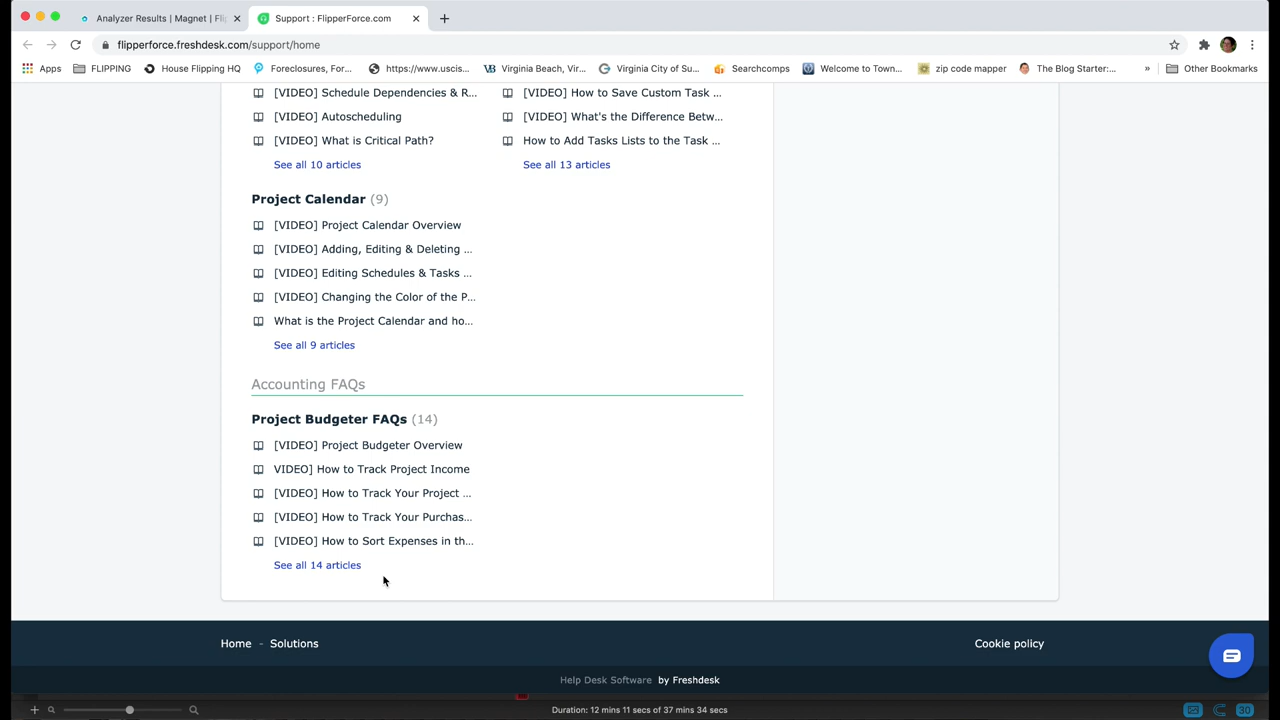 Analyzer Results | Magnet | Fli
Support : FlipperForce.com
flipperforce.freshdesk.com/support/home
Apps
FLIPPING
House Flipping HQ
Foreclosures, For...
https://www.uscis...
Virginia Beach, Vir...
Virginia City of Su...
Searchcomps
Welcome to Town...
zip code mapper
The Blog Starter:...
»
Other Bookmarks
[VIDEO] Schedule Dependencies & R...
[VIDEO] Autoscheduling
[VIDEO] What is Critical Path?
See all 10 articles
[VIDEO] How to Save Custom Task ...
[VIDEO] What's the Difference Betw...
How to Add Tasks Lists to the Task ...
See all 13 articles
Project Calendar (9)
[VIDEO] Project Calendar Overview
[VIDEO] Adding, Editing & Deleting ...
[VIDEO] Editing Schedules & Tasks ...
[VIDEO] Changing the Color of the P...
What is the Project Calendar and ho...
See all 9 articles
Accounting FAQs
Project Budgeter FAQs (14)
[VIDEO] Project Budgeter Overview
VIDEO] How to Track Project Income
[VIDEO] How to Track Your Project ...
[VIDEO] How to Track Your Purchas...
[VIDEO] How to Sort Expenses in th...
See all 14 articles
Home - Solutions
Cookie policy
Help Desk Software by Freshdesk
Duration: 12 mins 11 secs of 37 mins 34 secs
30